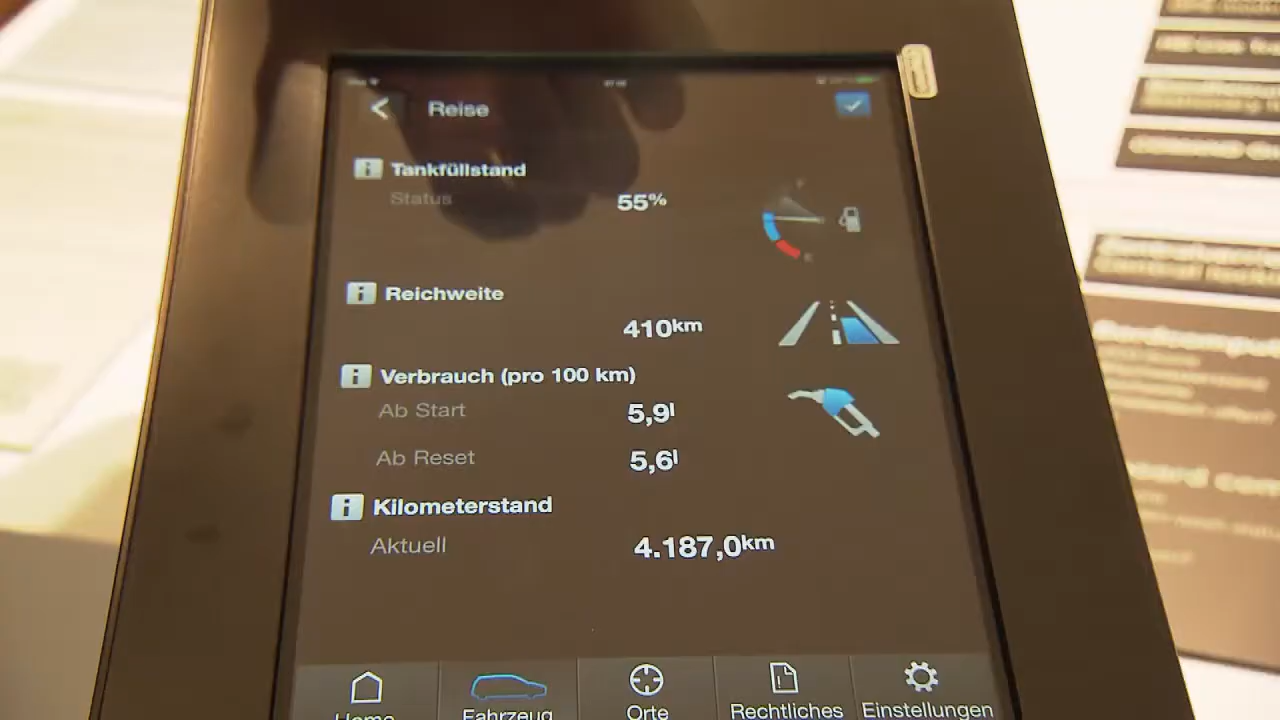 Reise
Tankfüllstand
Status 55%
Reichweite
410km
Verbrauch (pro 100 km)
Ab Start 5,9l
Ab Reset 5,6l
Kilometerstand
Aktuell 4.187,0km
Home Fahrzeug Orte Rechtliches Einstellungen